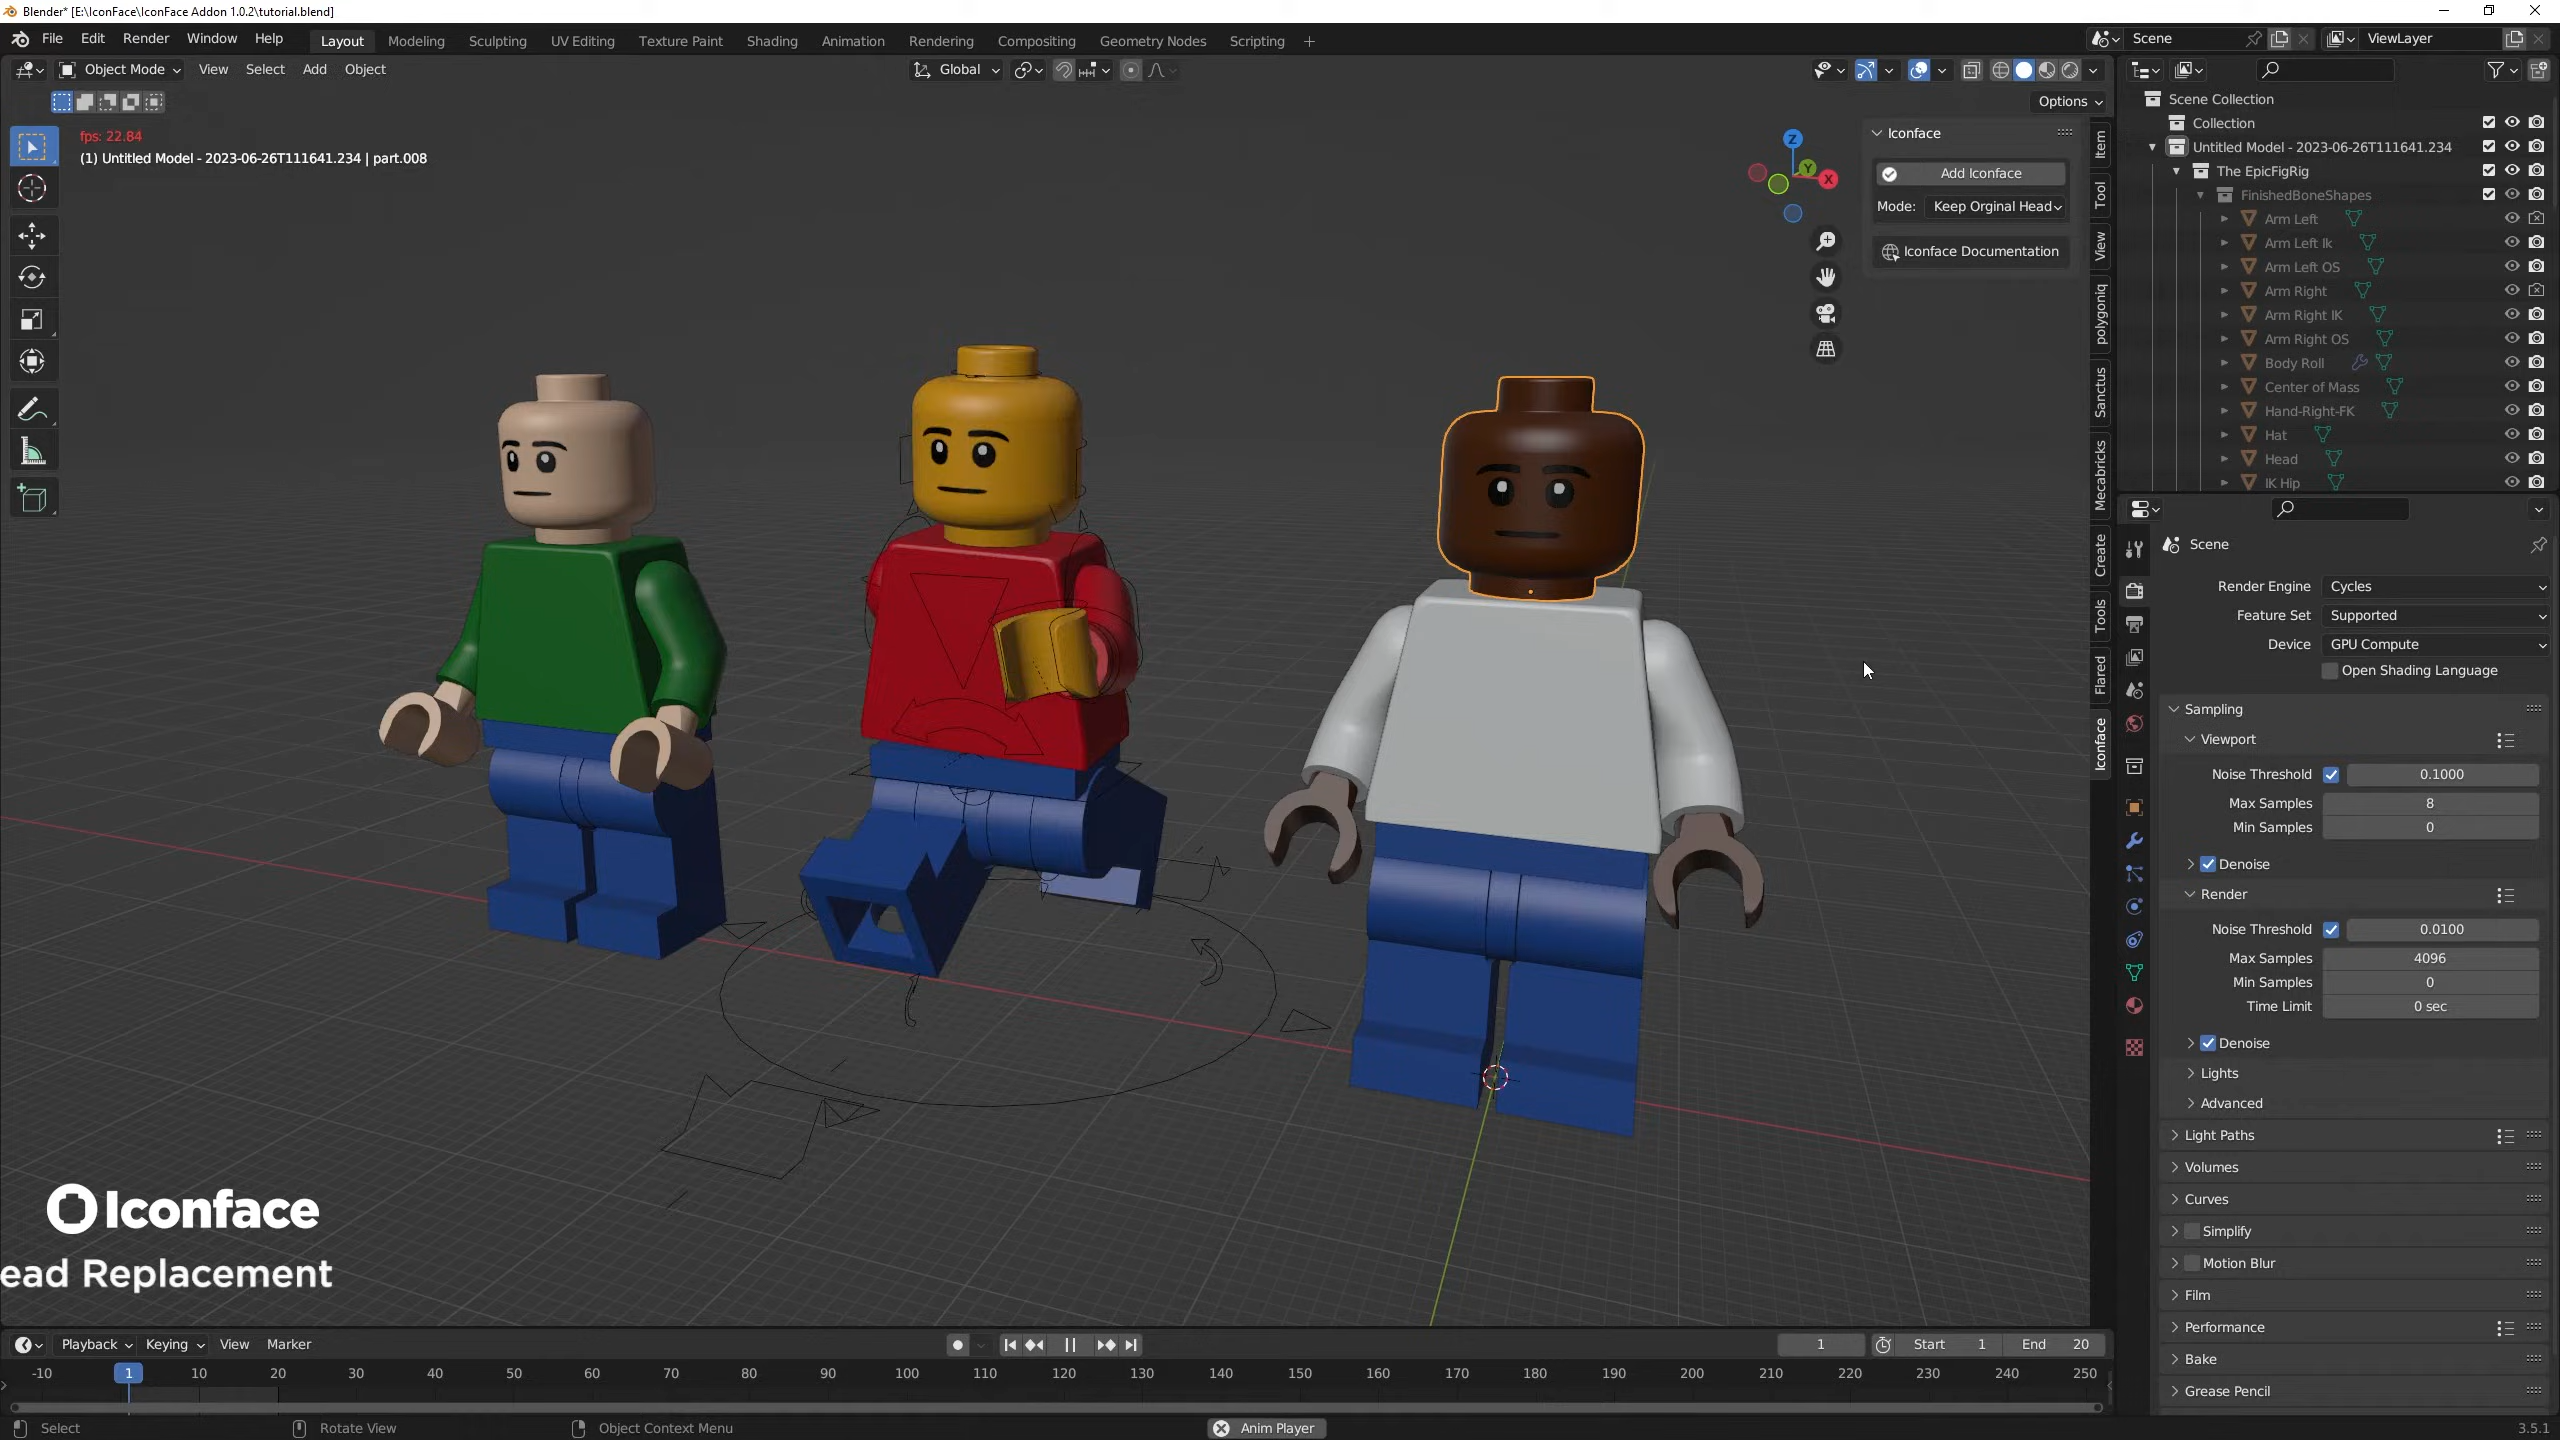 Blender* [E:\IconFace\IconFace Addon 1.0.2\tutorial.blend]
File Edit Render Window Help Layout Modeling Sculpting UV Editing Texture Paint Shading Animation Rendering Compositing Geometry Nodes Scripting + Scene ViewLayer
Object Mode View Select Add Object Global
Options
fps: 22.84
(1) Untitled Model - 2023-06-26T111641.234 | part.008
Z
Y
X
Iconface
Add Iconface
Mode: Keep Orginal Head
Iconface Documentation
Item
Tool
View
polygoniq
Sanctus
Mecabricks
Create
Tools
Flared
Iconface
Scene Collection
Collection
Untitled Model - 2023-06-26T111641.234
The EpicFigRig
FinishedBoneShapes
Arm Left
Arm Left Ik
Arm Left OS
Arm Right
Arm Right IK
Arm Right OS
Body Roll
Center of Mass
Hand-Right-FK
Hat
Head
IK Hip
Scene
Render Engine Cycles
Feature Set Supported
Device GPU Compute
Open Shading Language
Sampling
Viewport
Noise Threshold 0.1000
Max Samples 8
Min Samples 0
Denoise
Render
Noise Threshold 0.0100
Max Samples 4096
Min Samples 0
Time Limit 0 sec
Denoise
Lights
Advanced
Light Paths
Volumes
Curves
Simplify
Motion Blur
Film
Performance
Bake
Grease Pencil
Iconface
ead Replacement
Playback Keying View Marker 1 Start 1 End 20
-10 1 10 20 30 40 50 60 70 80 90 100 110 120 130 140 150 160 170 180 190 200 210 220 230 240 250
Select Rotate View Object Context Menu Anim Player 3.5.1